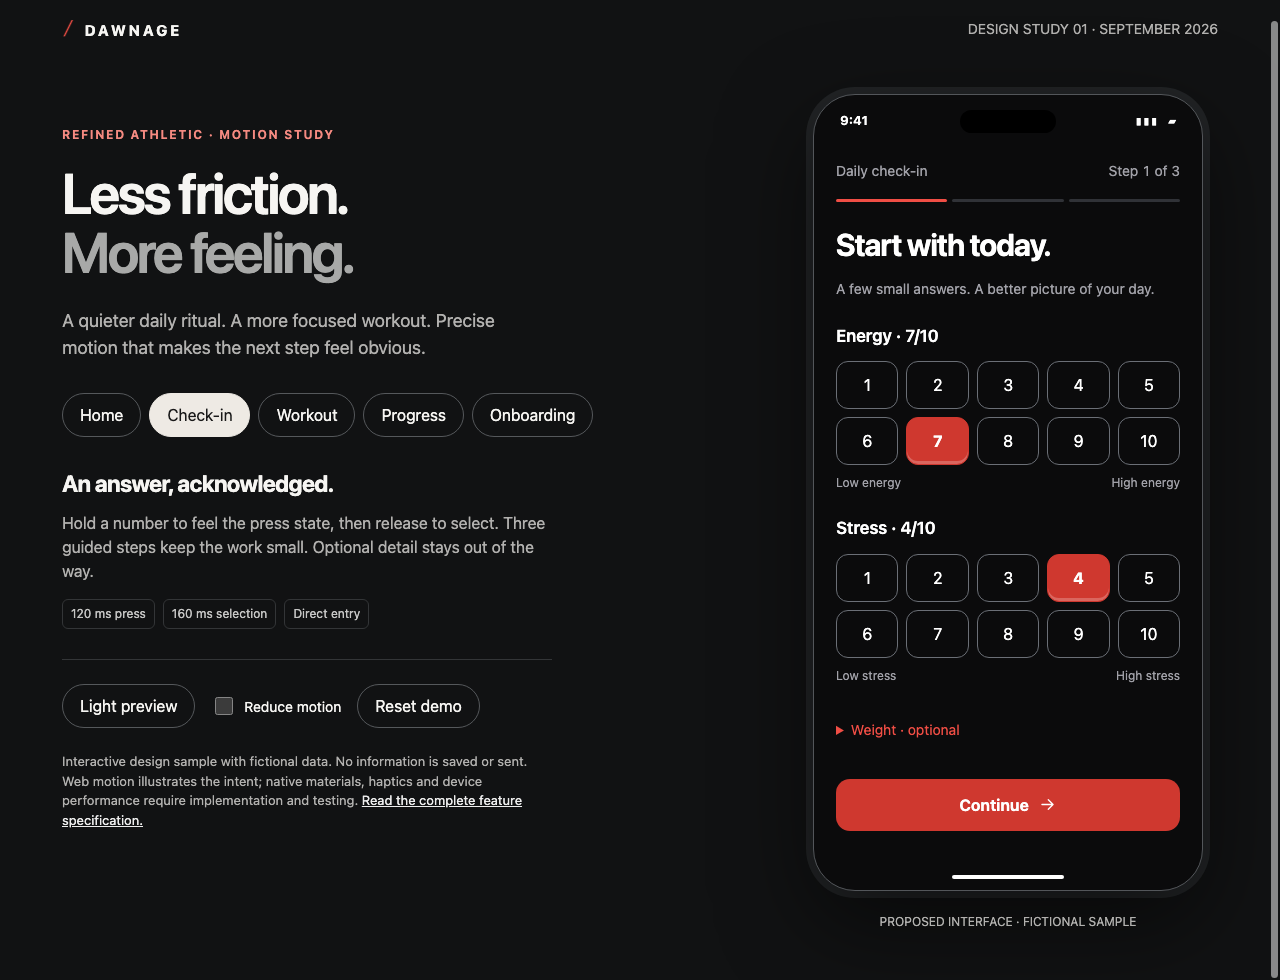 / DAWNAGE
DESIGN STUDY 01 · SEPTEMBER 2026
REFINED ATHLETIC · MOTION STUDY
Less friction.
More feeling.
A quieter daily ritual. A more focused workout. Precise
motion that makes the next step feel obvious.
Home
Check-in
Workout
Progress
Onboarding
An answer, acknowledged.
Hold a number to feel the press state, then release to select. Three
guided steps keep the work small. Optional detail stays out of the
way.
120 ms press
160 ms selection
Direct entry
Light preview
Reduce motion
Reset demo
Interactive design sample with fictional data. No information is saved or sent.
Web motion illustrates the intent; native materials, haptics and device
performance require implementation and testing. Read the complete feature
specification.
9:41
Daily check-in
Step 1 of 3
Start with today.
A few small answers. A better picture of your day.
Energy · 7/10
1 2 3 4 5
6 7 8 9 10
Low energy
High energy
Stress · 4/10
1 2 3 4 5
6 7 8 9 10
Low stress
High stress
Weight · optional
Continue →
PROPOSED INTERFACE · FICTIONAL SAMPLE